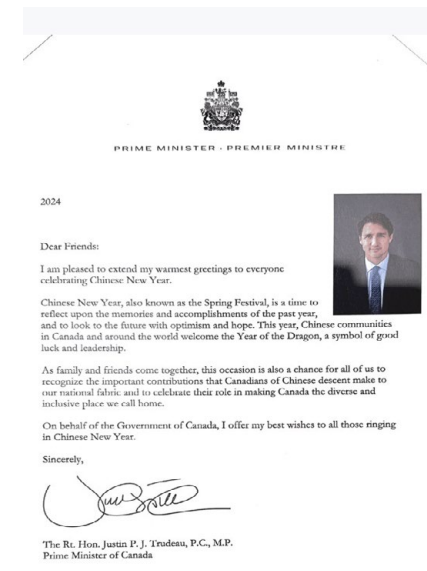 PRIME MINISTER - PREMIER MINISTRE
2024
Dear Friends:
I am pleased to extend my warmest greetings to everyone
celebrating Chinese New Year.
Chinese New Year, also known as the Spring Festival, is a time to
reflect upon the memories and accomplishments of the past year,
and to look to the future with optimism and hope. This year, Chinese communities
in Canada and around the world welcome the Year of the Dragon, a symbol of good
luck and leadership.
As family and friends come together, this occasion is also a chance for all of us to
recognize the important contributions that Canadians of Chinese descent make to
our national fabric and to celebrate their role in making Canada the diverse and
inclusive place we call home.
On behalf of the Government of Canada, I offer my best wishes to all those ringing
in Chinese New Year.
Sincerely,
The Rt. Hon. Justin P. J. Trudeau, P.C., M.P.
Prime Minister of Canada